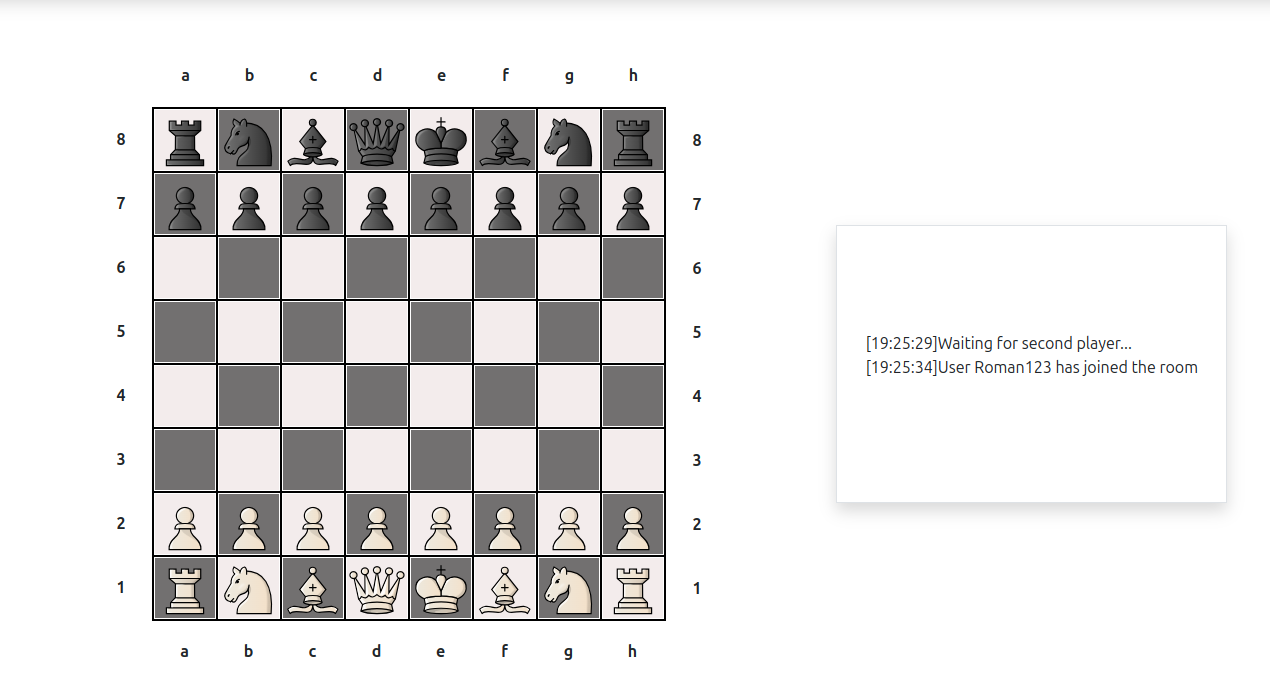 a b c d e f g h
8 8
7 7
6 6
5 5
4 4
3 3
2 2
1 1
a b c d e f g h
[19:25:29]Waiting for second player...
[19:25:34]User Roman123 has joined the room